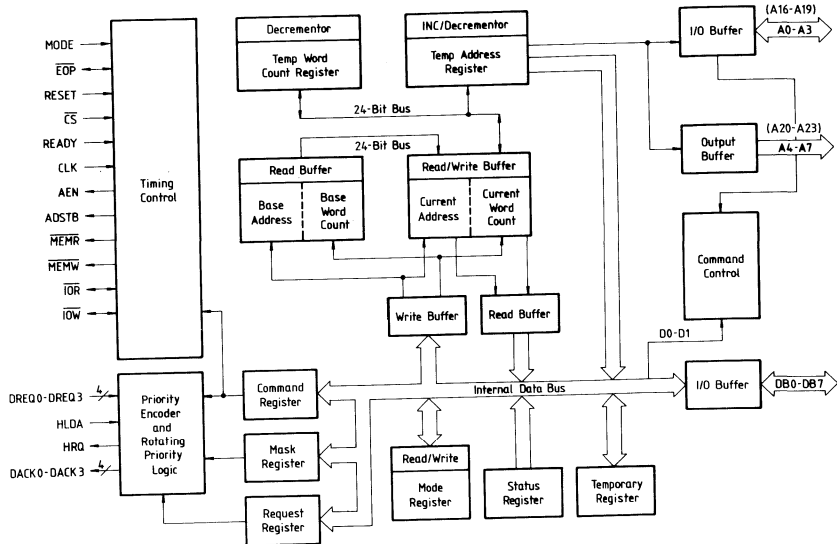 MODE
EOP
RESET
CS
READY
CLK
AEN
ADSTB
MEMR
MEMW
IOR
IOW
Timing
Control
Decrementor
Temp Word
Count Register
INC/Decrementor
Temp Address
Register
I/O Buffer
(A16-A19)
A0-A3
24-Bit Bus
24-Bit Bus
Output
Buffer
(A20-A23)
A4-A7
Read Buffer
Base
Address
Base
Word
Count
Read/Write Buffer
Current
Address
Current
Word
Count
Command
Control
Write Buffer
Read Buffer
D0-D1
DREQ0-DREQ3
4
HLDA
HRQ
DACK0-DACK3
4
Priority
Encoder
and
Rotating
Priority
Logic
Command
Register
Mask
Register
Request
Register
Internal Data Bus
I/O Buffer
DB0-DB7
Read/Write
Mode
Register
Status
Register
Temporary
Register